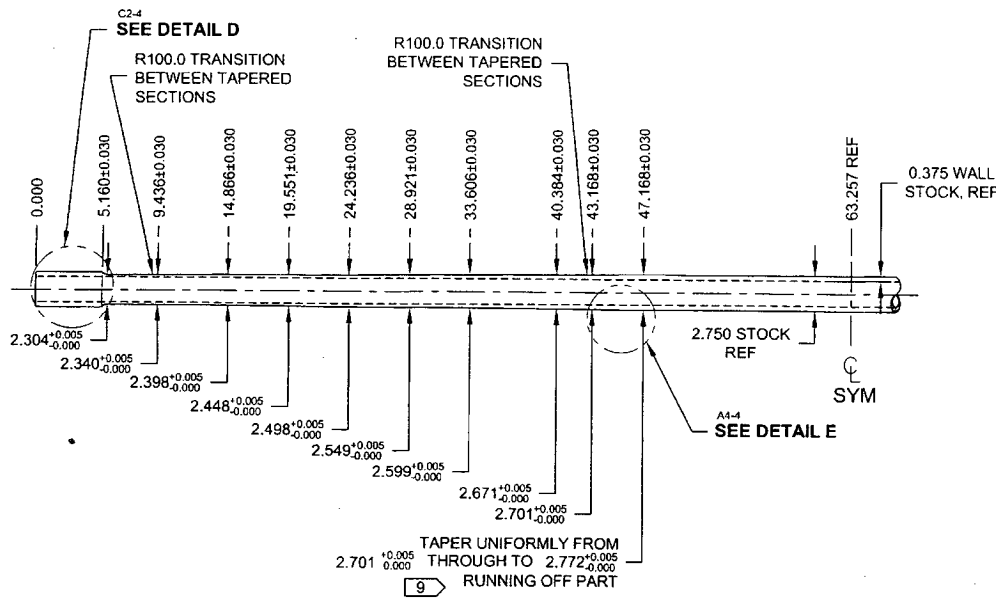 C2-4
SEE DETAIL D
R100.0 TRANSITION
BETWEEN TAPERED
SECTIONS
R100.0 TRANSITION
BETWEEN TAPERED
SECTIONS
0.000
5.160±0.030
9.436±0.030
14.866±0.030
19.551±0.030
24.236±0.030
28.921±0.030
33.606±0.030
40.384±0.030
43.168±0.030
47.168±0.030
63.257 REF
0.375 WALL
STOCK, REF
2.304 +0.005 -0.000
2.340 +0.005 -0.000
2.398 +0.005 -0.000
2.448 +0.005 -0.000
2.498 +0.005 -0.000
2.549 +0.005 -0.000
2.599 +0.005 -0.000
2.671 +0.005 -0.000
2.701 +0.005 -0.000
2.750 STOCK
REF
℄
SYM
A4-4
SEE DETAIL E
TAPER UNIFORMLY FROM
2.701 +0.005 0.000 THROUGH TO 2.772 +0.005 -0.000
RUNNING OFF PART
9